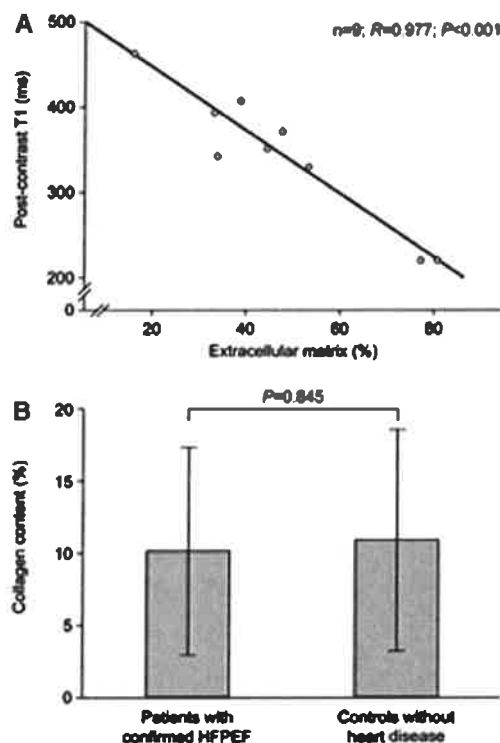 A
n=9; R=0.977; P<0.001
Post-contrast T1 (ms)
500
400
300
200
0
20
40
60
80
Extracellular matrix (%)
B
P=0.845
Collagen content (%)
20
15
10
5
0
Patients with
confirmed HFPEF
Controls without
heart disease